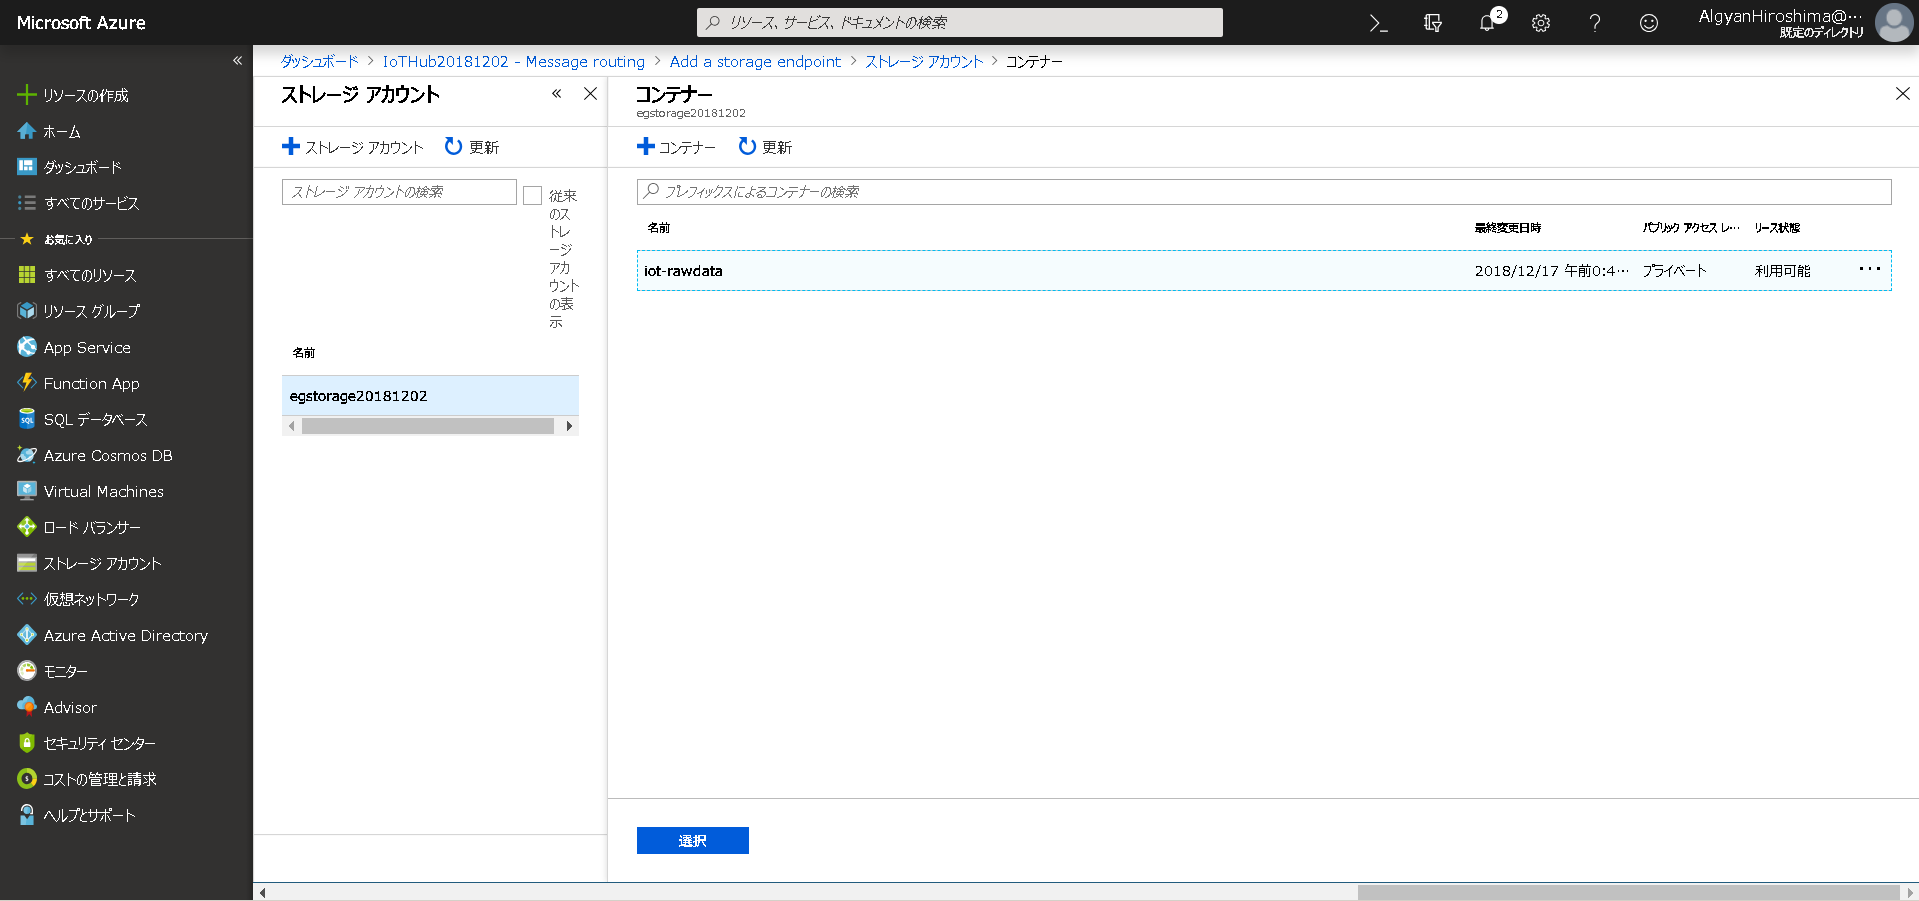 Microsoft Azure
リソース、サービス、ドキュメントの検索
2
AlgyanHiroshima@…
既定のディレクトリ
ダッシュボード > IoTHub20181202 - Message routing > Add a storage endpoint > ストレージ アカウント > コンテナー
リソースの作成
ホーム
ダッシュボード
すべてのサービス
お気に入り
すべてのリソース
リソース グループ
App Service
Function App
SQL データベース
Azure Cosmos DB
Virtual Machines
ロード バランサー
ストレージ アカウント
仮想ネットワーク
Azure Active Directory
モニター
Advisor
セキュリティ センター
コストの管理と請求
ヘルプとサポート
ストレージ アカウント
ストレージ アカウント 更新
ストレージ アカウントの検索
従来
のス
トレ
ージ
アカ
ウント
の表
示
名前
egstorage20181202
コンテナー
egstorage20181202
コンテナー 更新
プレフィックスによるコンテナーの検索
名前 最終変更日時 パブリック アクセス レ… リース状態
iot-rawdata 2018/12/17 午前0:4… プライベート 利用可能 ...
選択